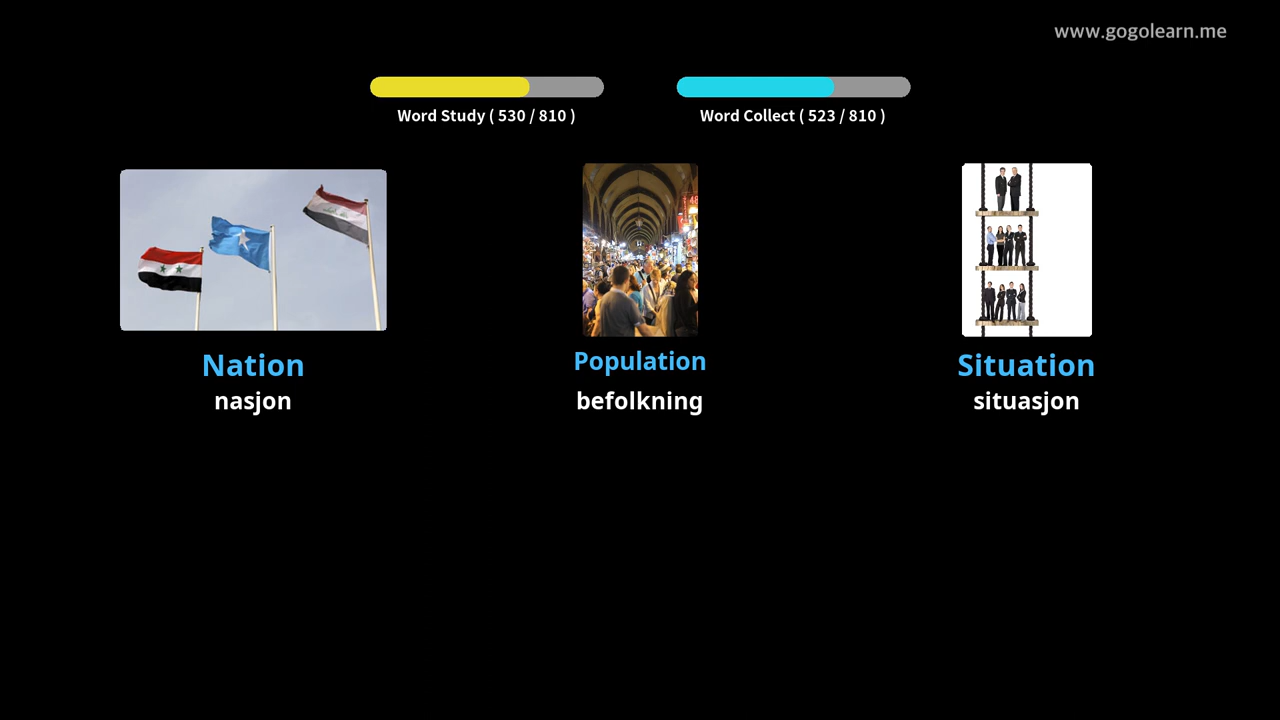 www.gogolearn.me
Word Study ( 530 / 810 )
Word Collect ( 523 / 810 )
Nation
nasjon
Population
befolkning
Situation
situasjon